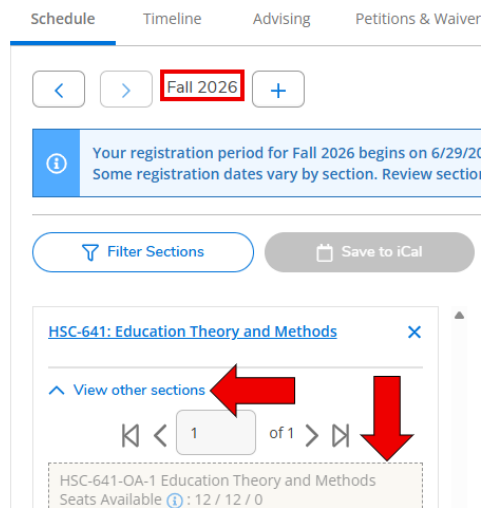 Schedule Timeline Advising Petitions & Waiver
Fall 2026
Your registration period for Fall 2026 begins on 6/29/20
Some registration dates vary by section. Review section
Filter Sections Save to iCal
HSC-641: Education Theory and Methods
View other sections
1 of 1
HSC-641-OA-1 Education Theory and Methods
Seats Available : 12 / 12 / 0